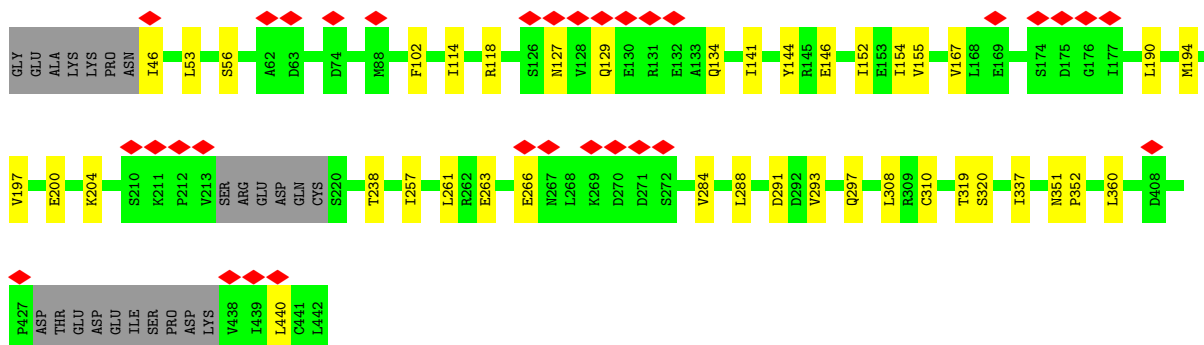 GLY GLU ALA LYS LYS PRO ASN I46 L53 S56 A62 D63 D74 M88 F102 I114 R118 S126 N127 V128 Q129 E130 R131 E132 A133 Q134 I141 Y144 R145 E146 I152 E153 I154 V155 V167 L168 E169 S174 D175 G176 I177 L190 M194
V197 E200 K204 S210 K211 P212 V213 SER ARG GLU ASP GLN CYS S220 T238 I257 L261 R262 E263 E266 N267 L268 K269 D270 D271 S272 V284 L288 D291 D292 V293 Q297 L308 R309 C310 T319 S320 I337 N351 P352 L360 D408
P427 ASP THR GLU ASP GLU ILE SER PRO ASP LYS V438 I439 L440 C441 L442